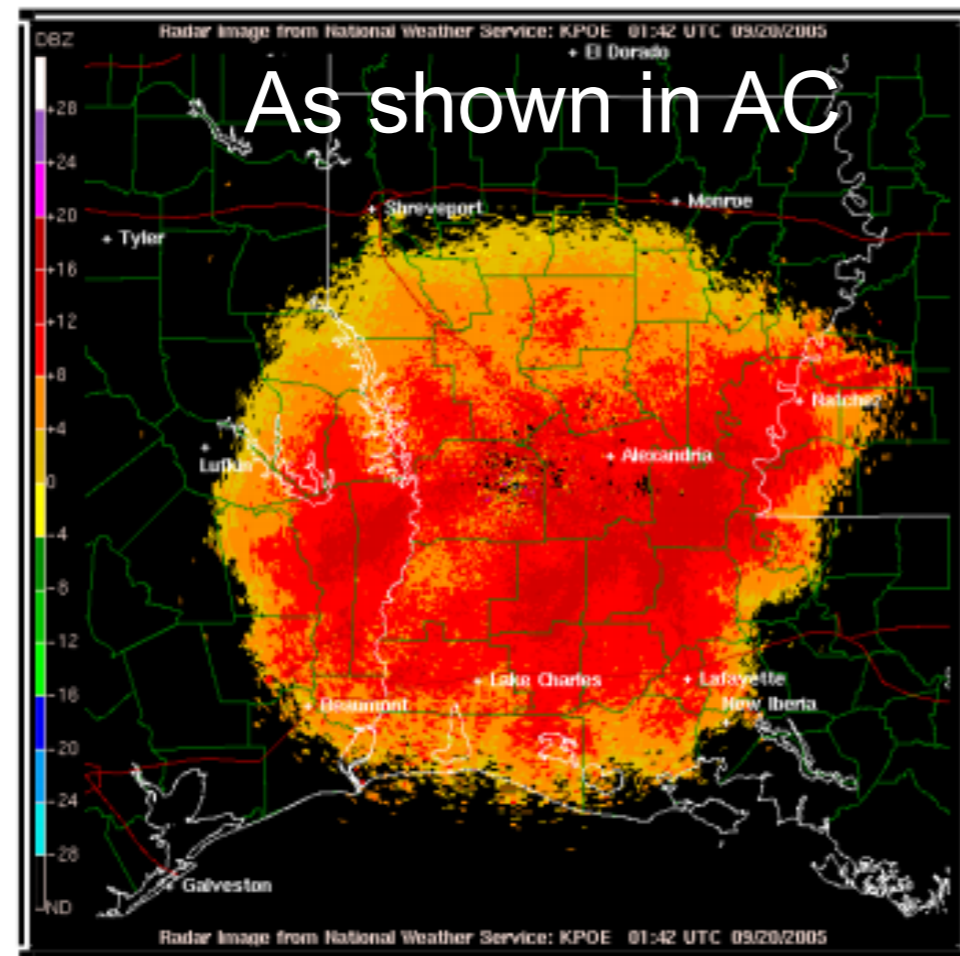 Radar Image from National Weather Service: KPOE 01:42 UTC 09/20/2005
DBZ
+ El Dorado
As shown in AC
+28
+24
+20
+16
+12
+8
+4
0
-4
-8
-12
-16
-20
-24
-28
ND
+ Shreveport
+ Monroe
+ Tyler
+ Natchez
+ Alexandria
Lufkin
+ Lake Charles
+ Lafayette
+ Beaumont
New Iberia
Galveston
Radar Image from National Weather Service: KPOE 01:42 UTC 09/20/2005